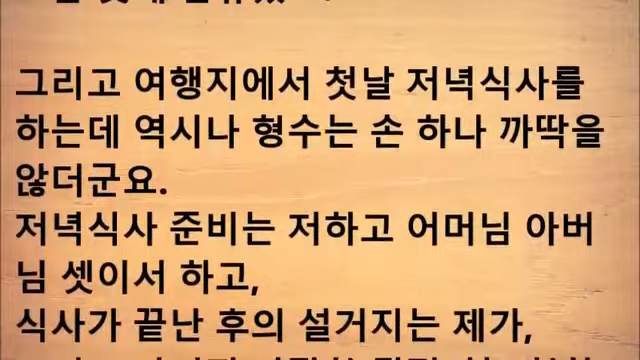 그리고 여행지에서 첫날 저녁식사를
하는데 역시나 형수는 손 하나 까딱을
않더군요.
저녁식사 준비는 저하고 어머님 아버
님 셋이서 하고,
식사가 끝난 후의 설거지는 제가,